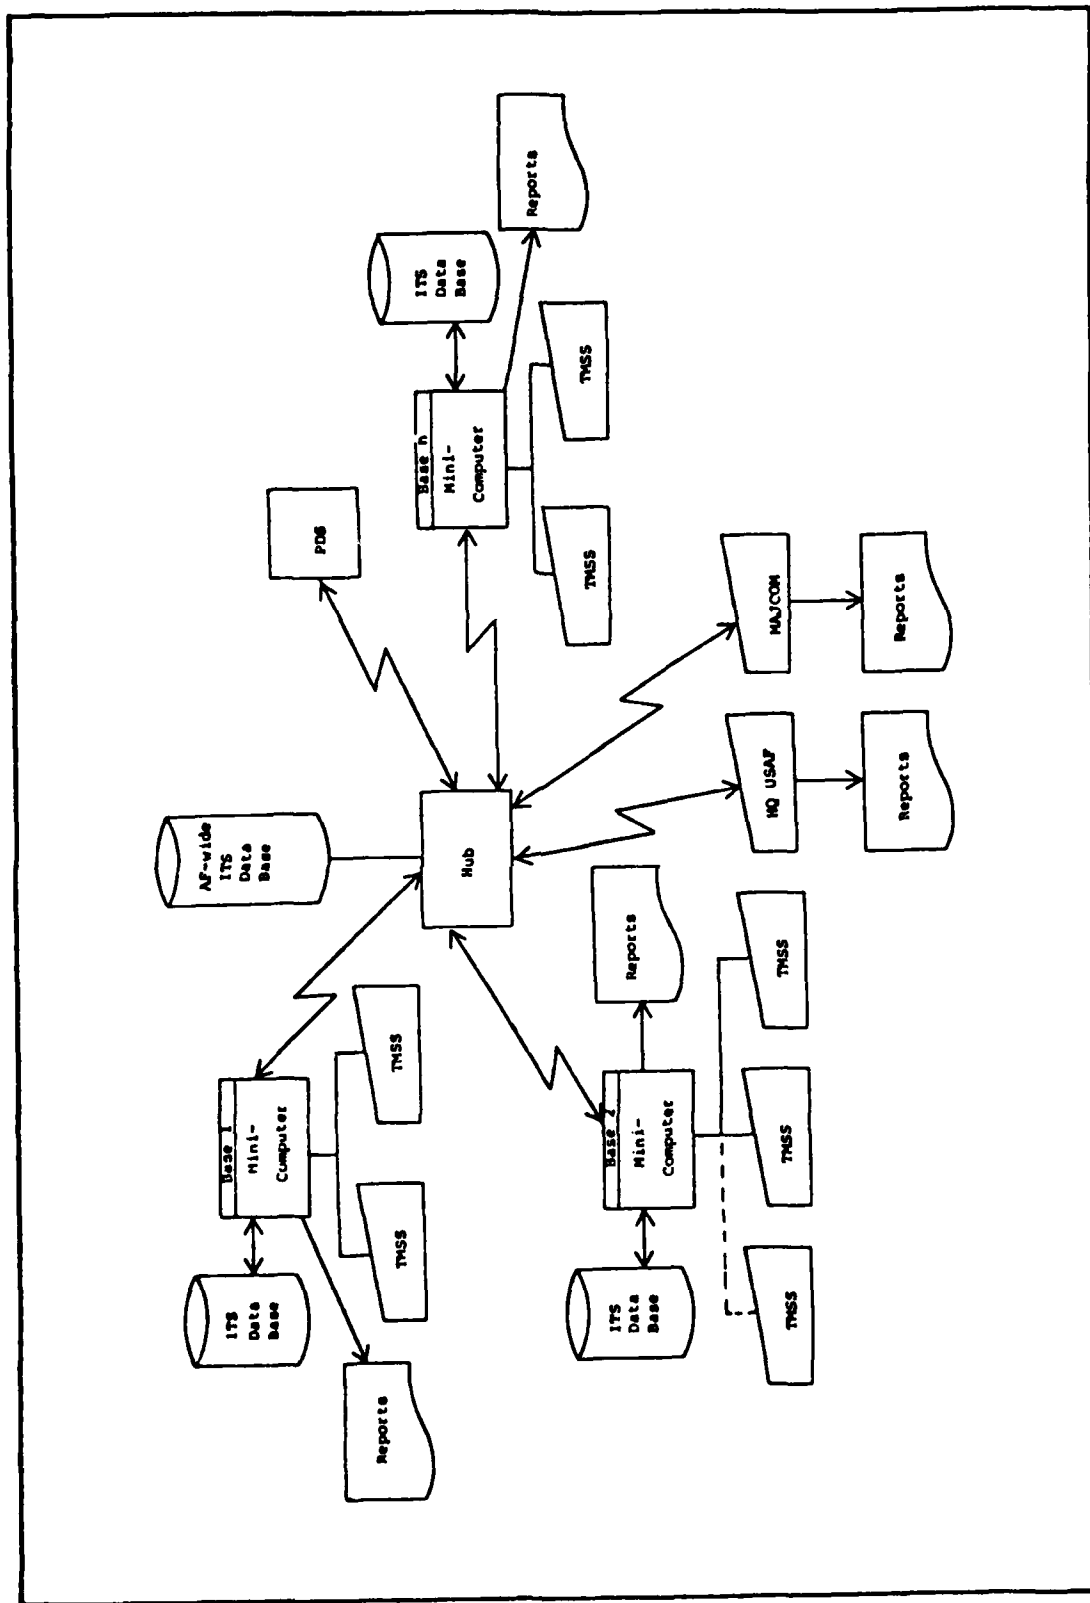 AF-wide
ITS
Data
Base
PDS
Base 1
Mini-
Computer
ITS
Data
Base
Reports
TMSS
TMSS
Hub
Base n
Mini-
Computer
ITS
Data
Base
Reports
TMSS
TMSS
Base 2
Mini-
Computer
ITS
Data
Base
Reports
TMSS
TMSS
TMSS
HQ USAF
Reports
MAJCOM
Reports